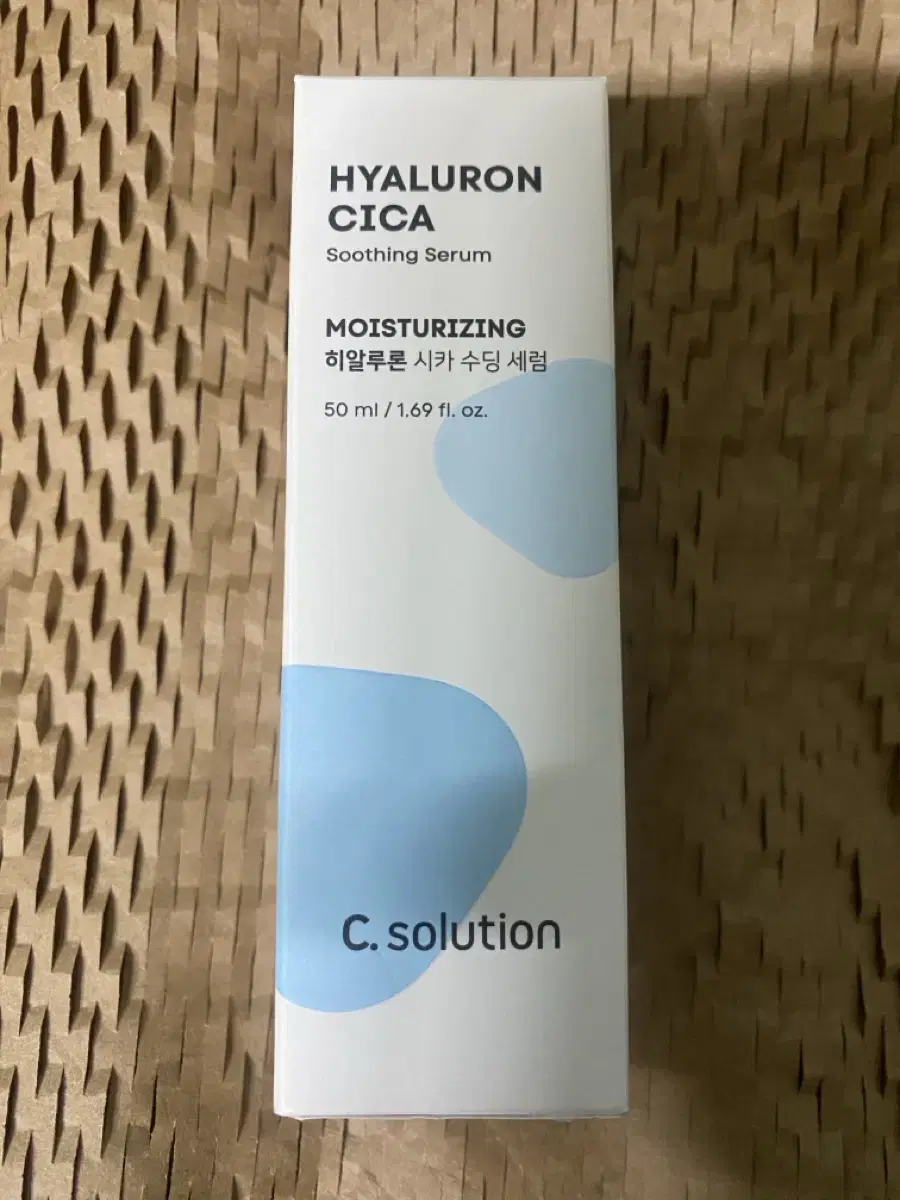 HYALURON
CICA
Soothing Serum
MOISTURIZING
히알루론 시카 수딩 세럼
50 ml / 1.69 fl. oz.
C. solution